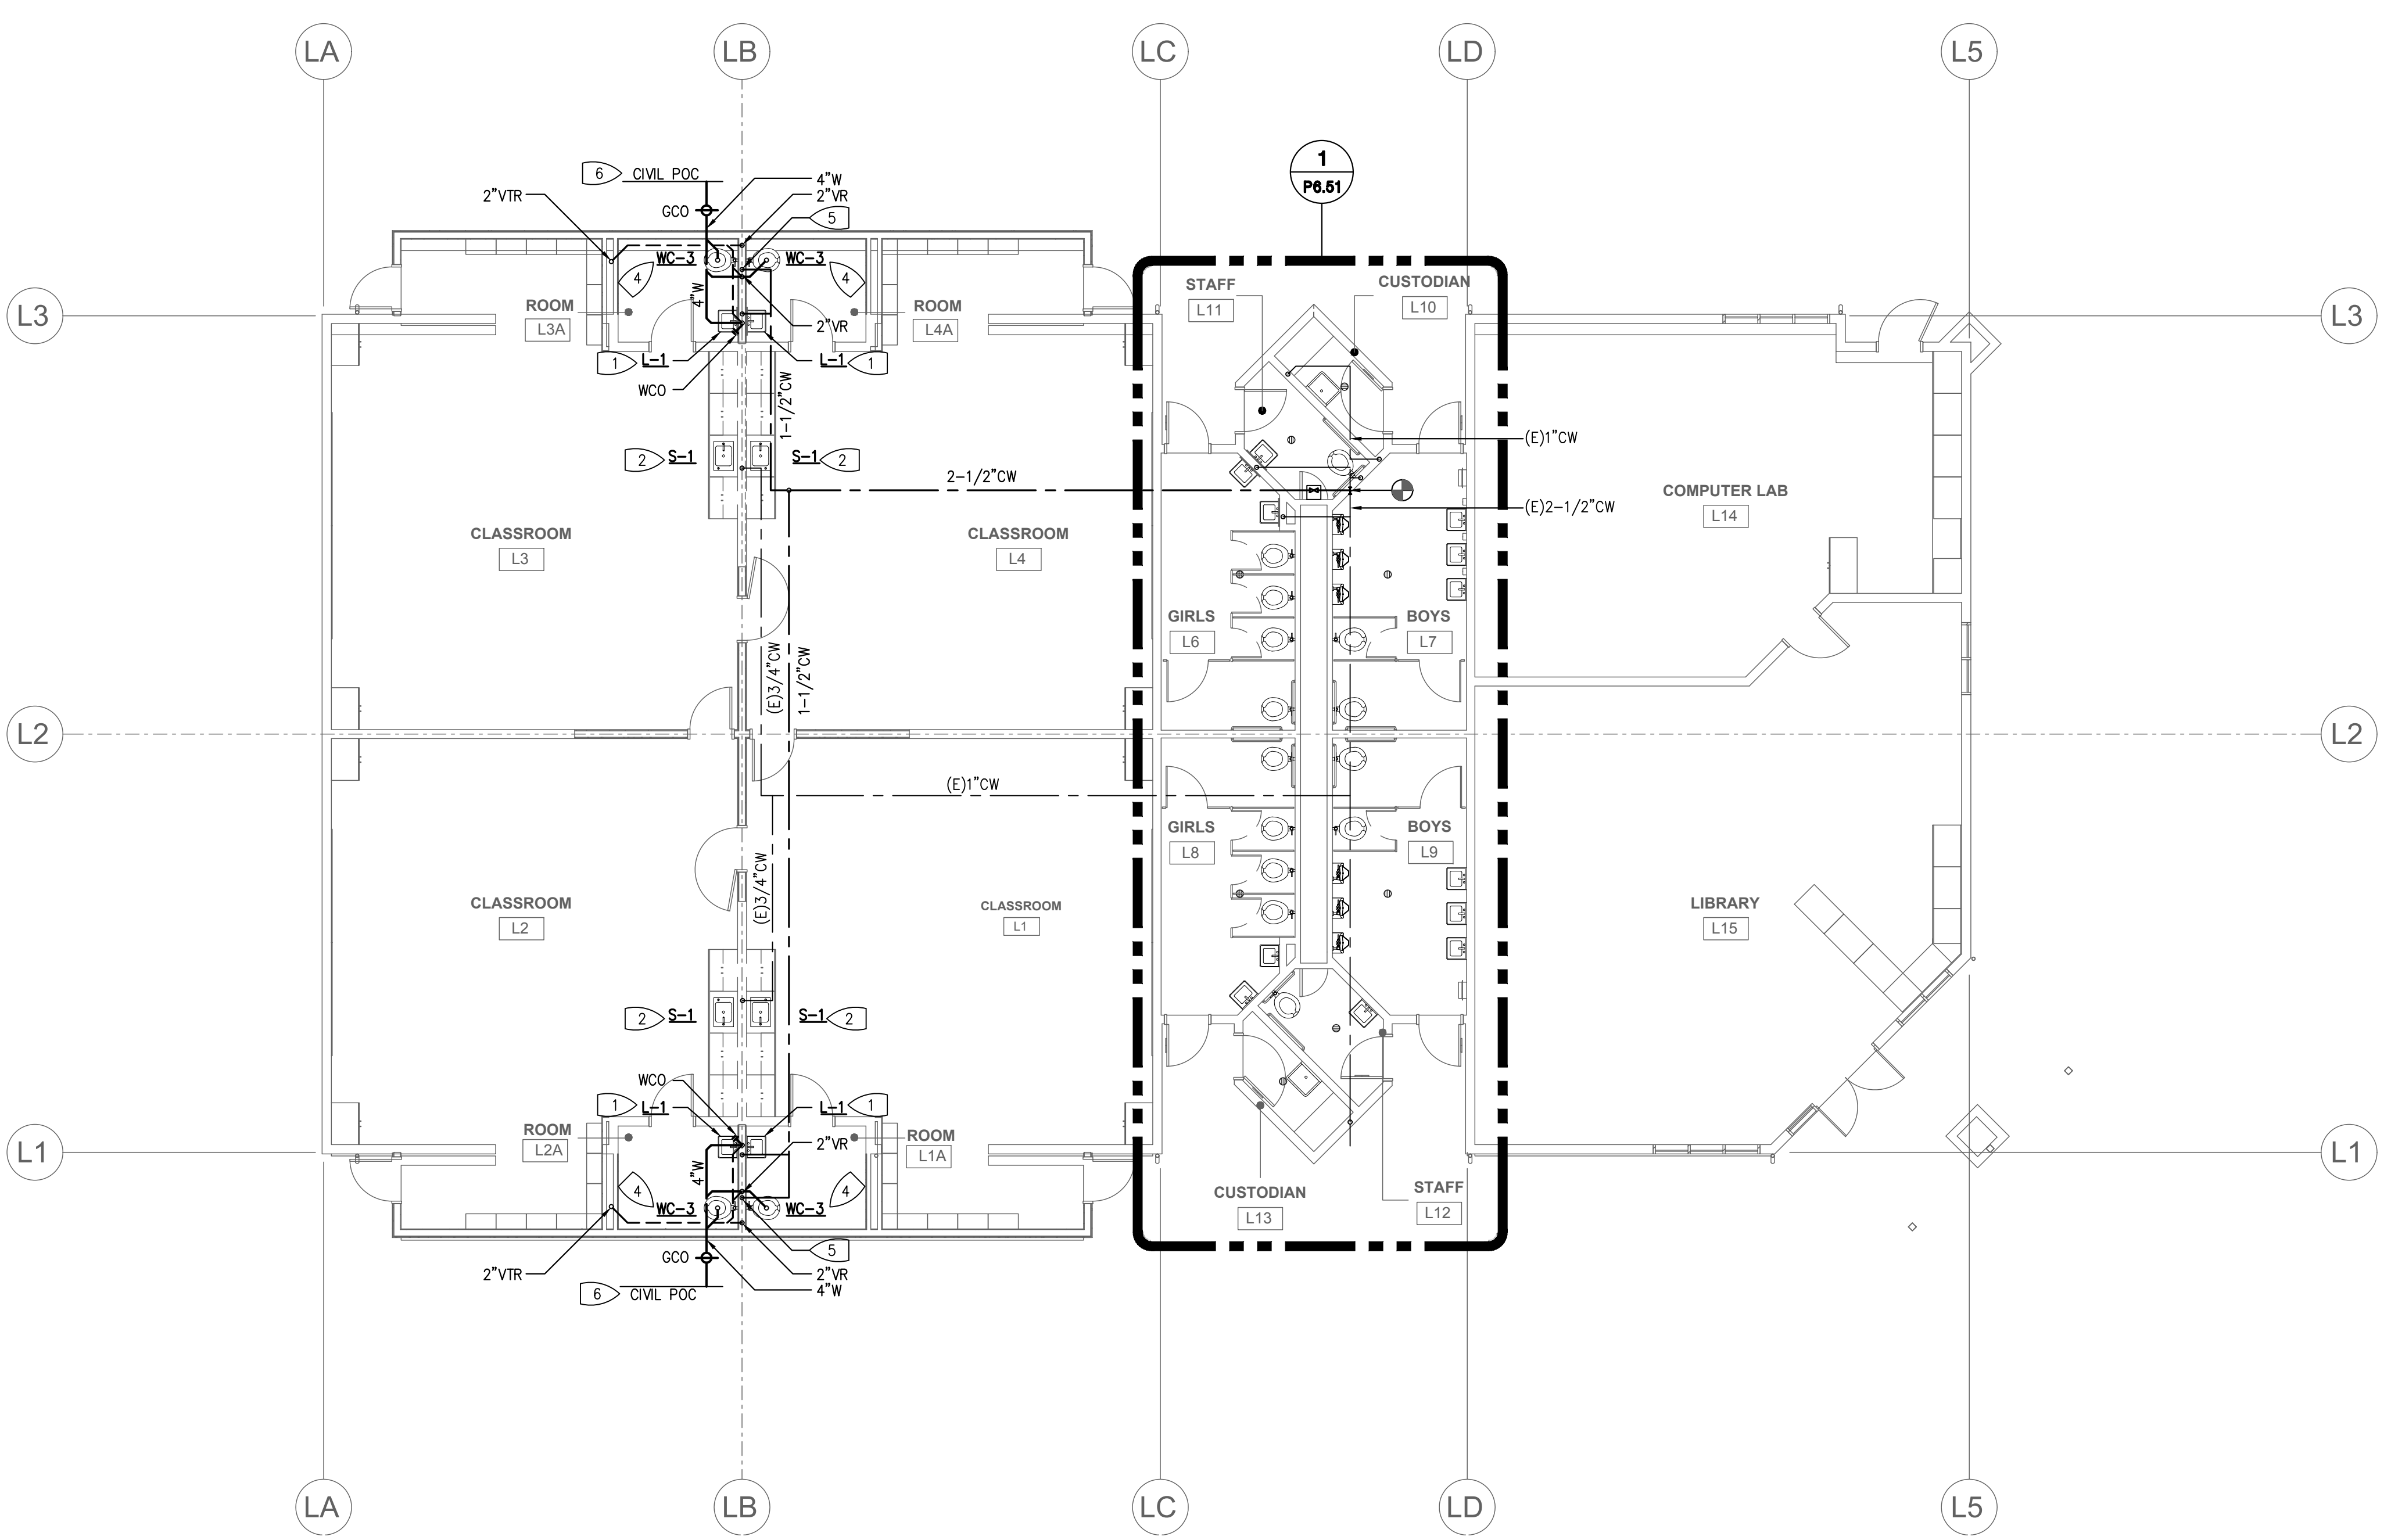 LA
LB
LC
LD
L5
1
P6.51
6
CIVIL POC
4"W
2"VR
2"VTR
GCO
5
WC-3
WC-3
4
4
4"W
STAFF
L11
CUSTODIAN
L10
ROOM
L3A
ROOM
L4A
L3
L3
2"VR
1
L-1
L-1
1
WCO
1-1/2"CW
2
S-1
S-1
2
(E)1"CW
2-1/2"CW
(E)2-1/2"CW
COMPUTER LAB
L14
CLASSROOM
L3
CLASSROOM
L4
GIRLS
L6
BOYS
L7
(E)3/4"CW
1-1/2"CW
L2
L2
(E)1"CW
GIRLS
L8
BOYS
L9
(E)3/4"CW
CLASSROOM
L2
CLASSROOM
L1
LIBRARY
L15
2
S-1
S-1
2
WCO
1
L-1
L-1
1
ROOM
L2A
ROOM
L1A
2"VR
L1
L1
4"W
4
4
WC-3
WC-3
CUSTODIAN
L13
STAFF
L12
5
GCO
2"VTR
2"VR
4"W
6
CIVIL POC
LA
LB
LC
LD
L5